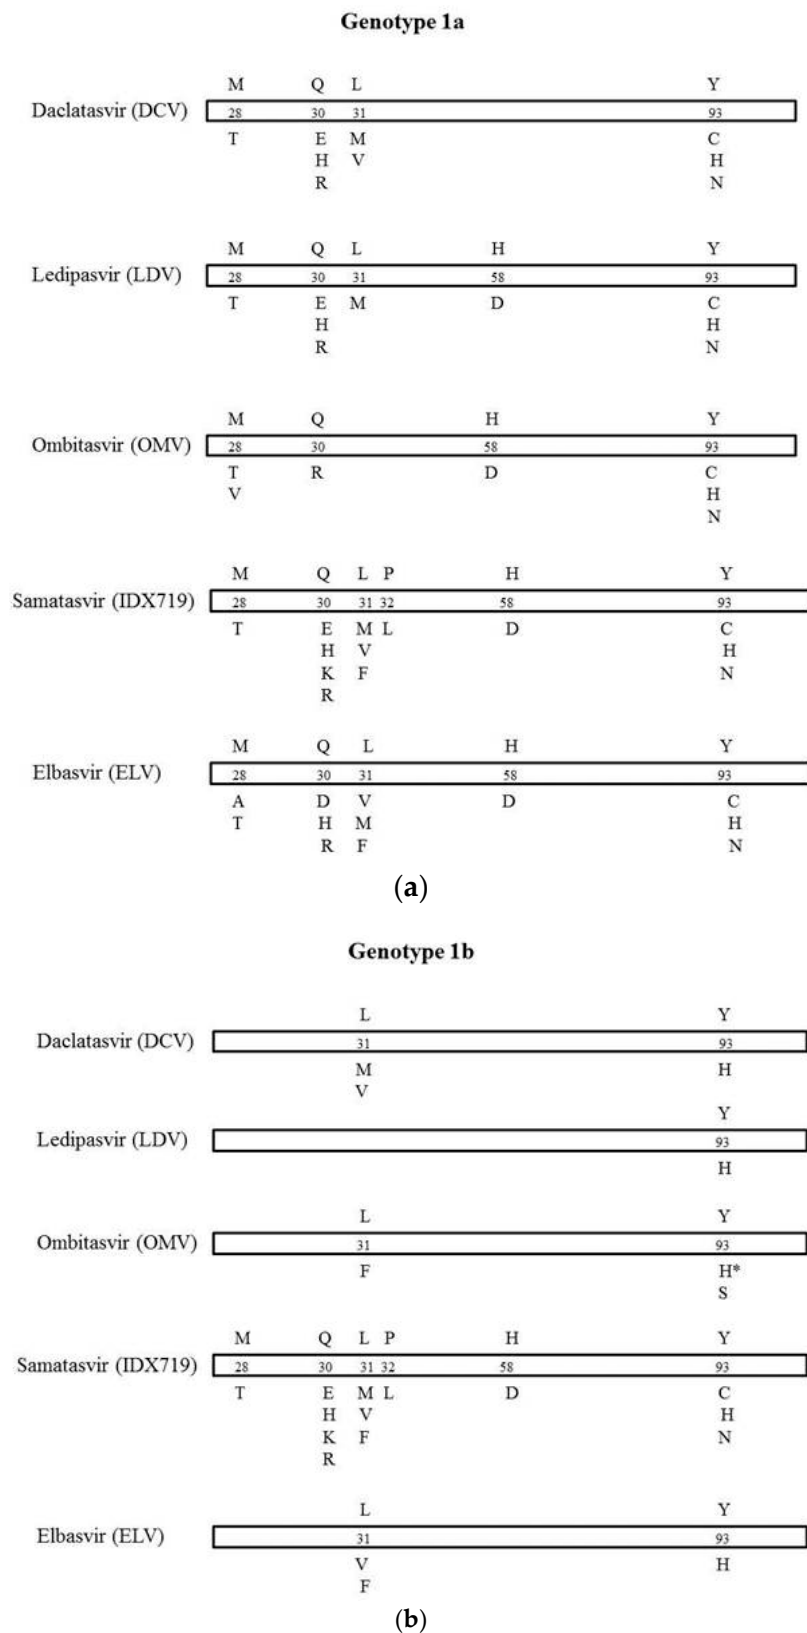 Genotype 1a
M Q L Y
Daclatasvir (DCV) 28 30 31 93
T E M C
H V H
R N
M Q L H Y
Ledipasvir (LDV) 28 30 31 58 93
T E M D C
H H
R N
M Q H Y
Ombitasvir (OMV) 28 30 58 93
T R D C
V H
N
M Q L P H Y
Samatasvir (IDX719) 28 30 31 32 58 93
T E M L D C
H V H
K F N
R
M Q L H Y
Elbasvir (ELV) 28 30 31 58 93
A D V D C
T H M H
R F N
(a)
Genotype 1b
L Y
Daclatasvir (DCV) 31 93
M H
V
Y
Ledipasvir (LDV) 93
H
L Y
Ombitasvir (OMV) 31 93
F H*
S
M Q L P H Y
Samatasvir (IDX719) 28 30 31 32 58 93
T E M L D C
H V H
K F N
R
L Y
Elbasvir (ELV) 31 93
V H
F
(b)